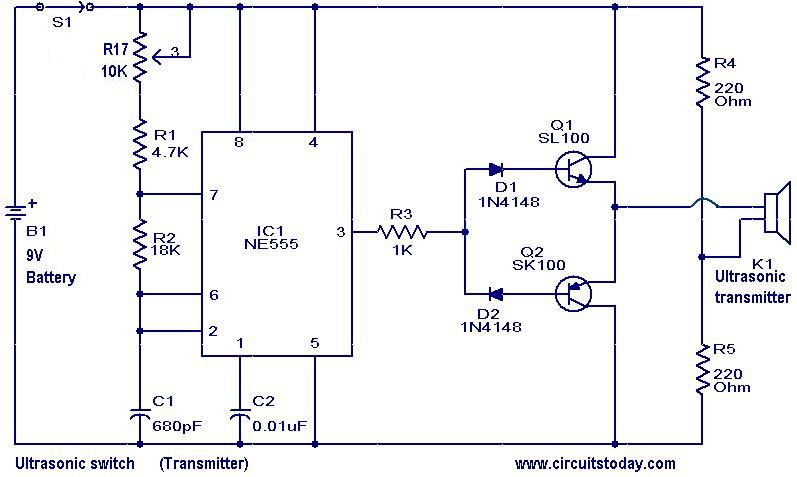 S1
R17
10K
3
R1
4.7K
R4
220
Ohm
Q1
SL100
8
4
7
D1
1N4148
B1
9V
Battery
R2
18K
IC1
NE555
3
R3
1K
Q2
SK100
K1
Ultrasonic
transmitter
6
2
D2
1N4148
1
5
R5
220
Ohm
C1
680pF
C2
0.01uF
Ultrasonic switch (Transmitter)
www.circuitstoday.com